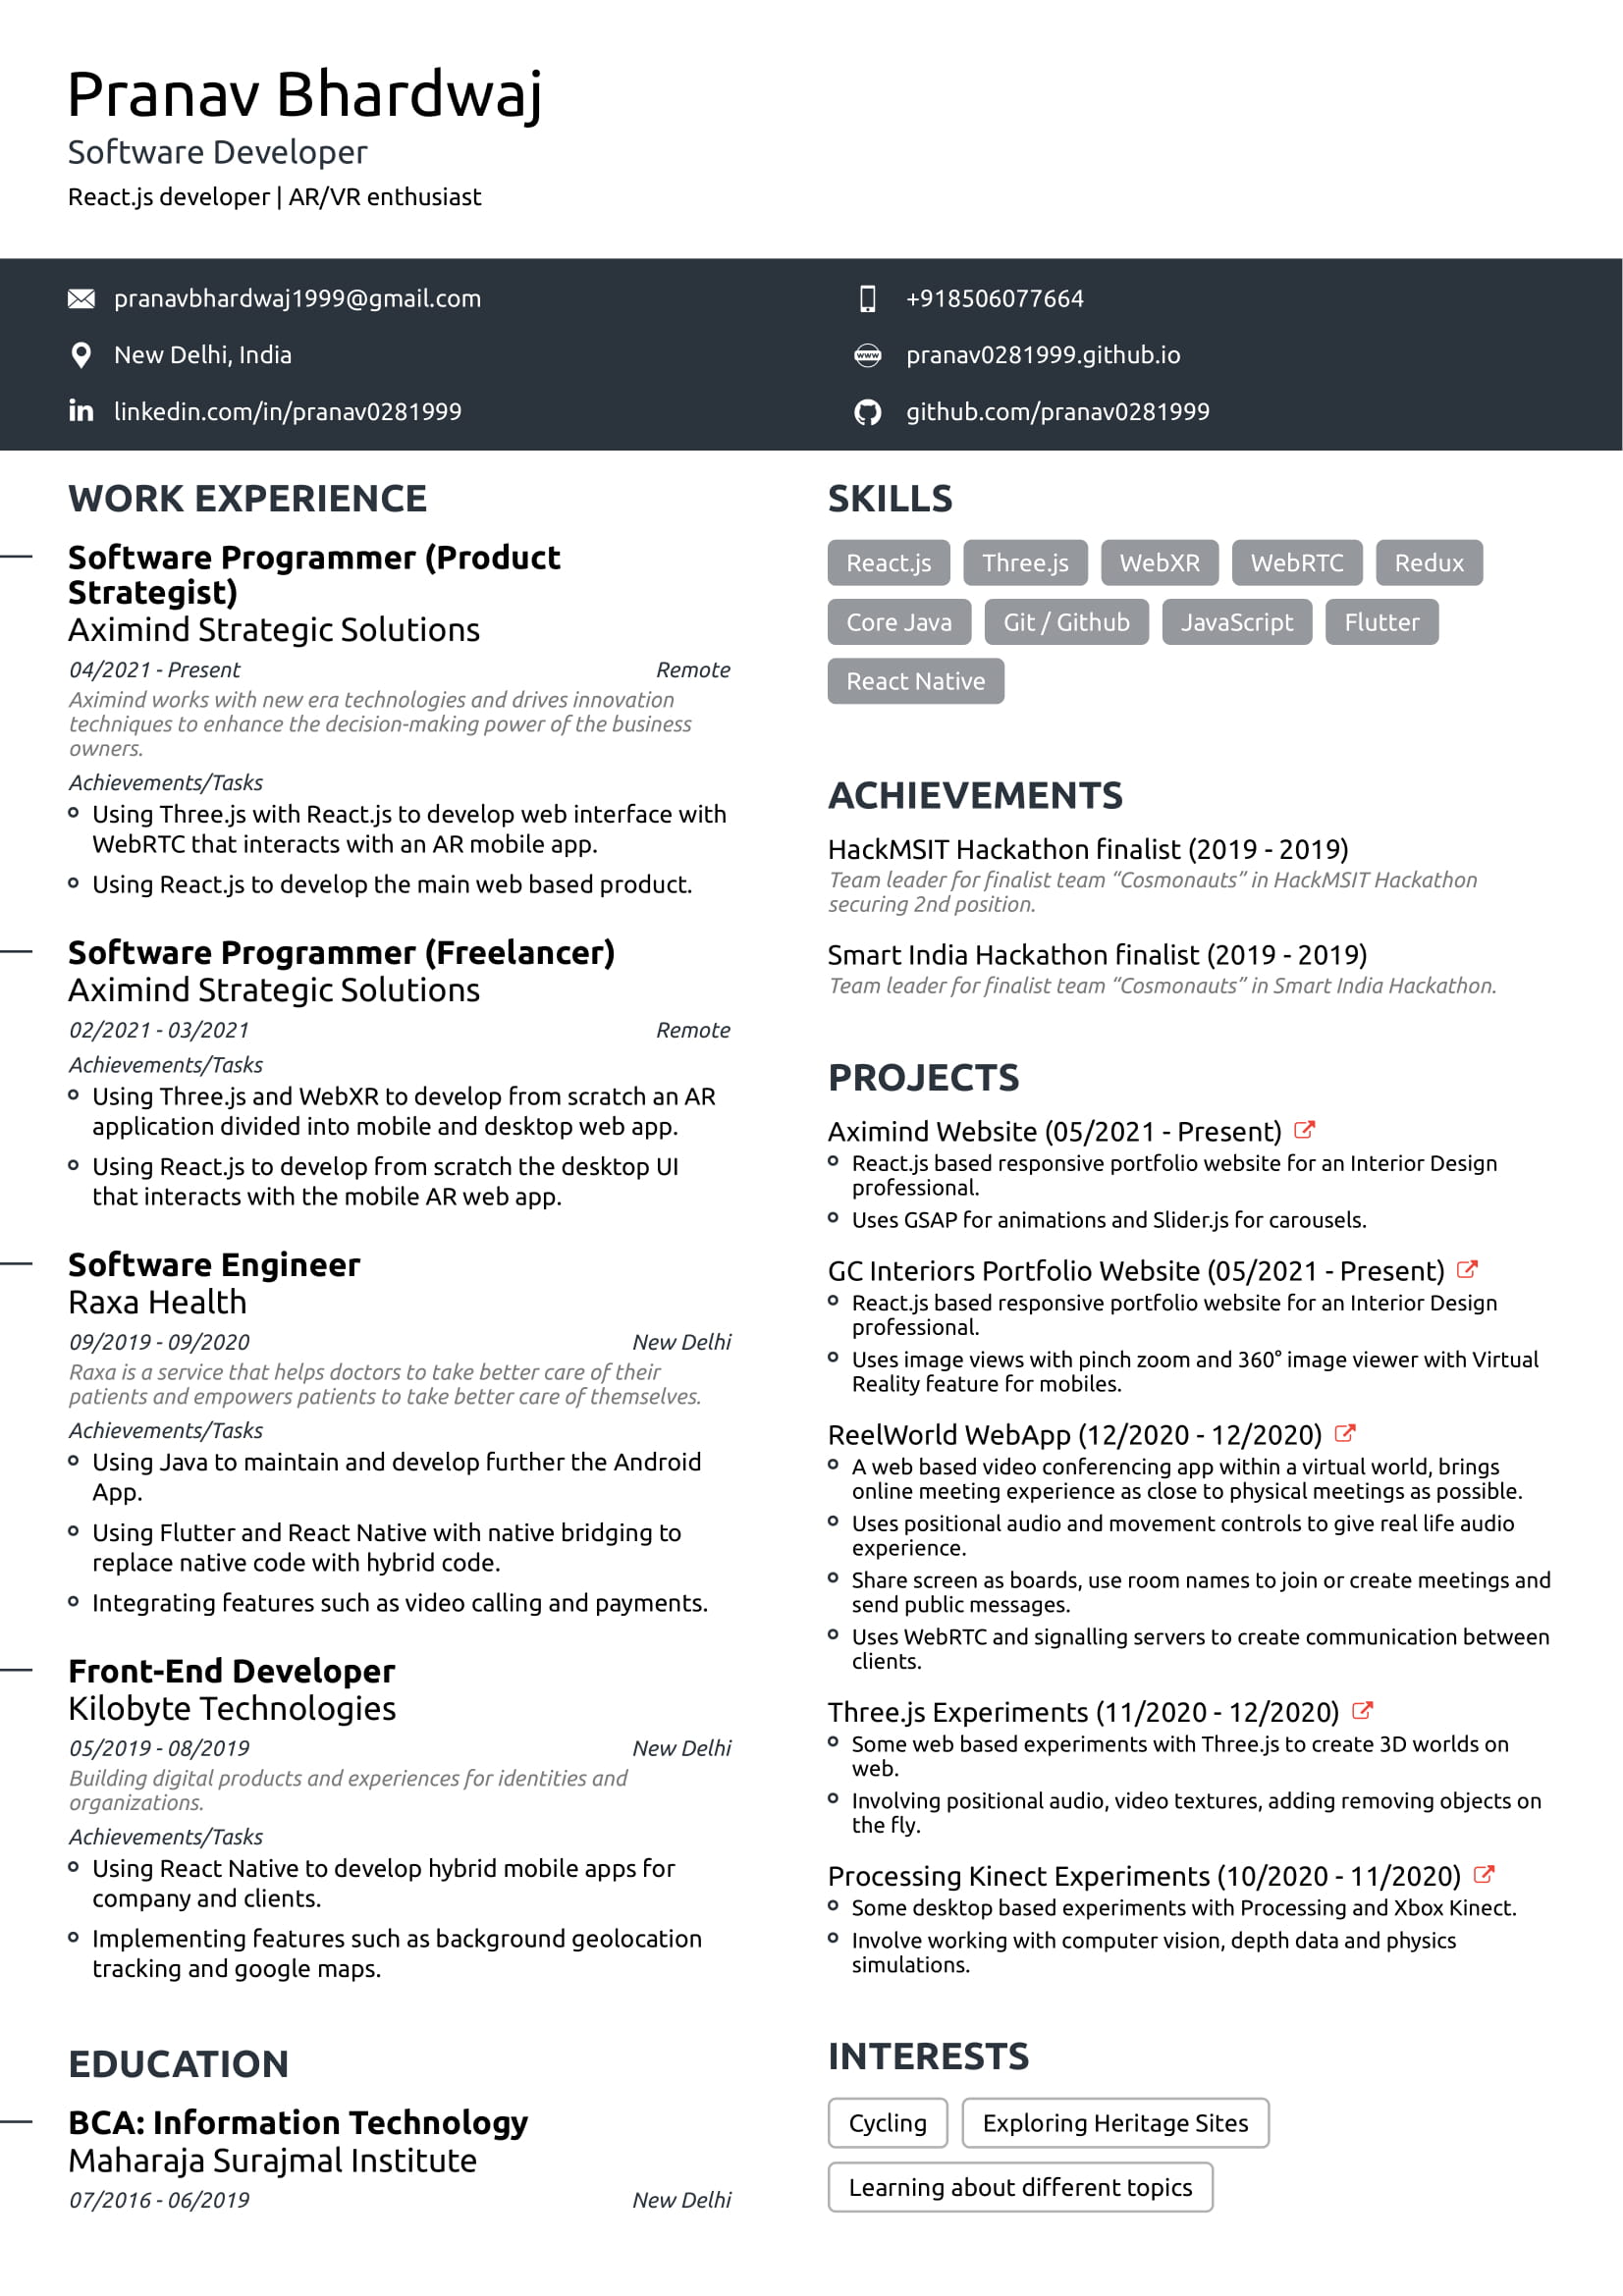 Pranav Bhardwaj
Software Developer
React.js developer | AR/VR enthusiast
pranavbhardwaj1999@gmail.com
+918506077664
New Delhi, India
pranav0281999.github.io
linkedin.com/in/pranav0281999
github.com/pranav0281999
WORK EXPERIENCE
Software Programmer (Product
Strategist)
Aximind Strategic Solutions
04/2021 - Present
Remote
Aximind works with new era technologies and drives innovation
techniques to enhance the decision-making power of the business
owners.
Achievements/Tasks
Using Three.js with React.js to develop web interface with
WebRTC that interacts with an AR mobile app.
Using React.js to develop the main web based product.
Software Programmer (Freelancer)
Aximind Strategic Solutions
02/2021 - 03/2021
Remote
Achievements/Tasks
Using Three.js and WebXR to develop from scratch an AR
application divided into mobile and desktop web app.
Using React.js to develop from scratch the desktop UI
that interacts with the mobile AR web app.
Software Engineer
Raxa Health
09/2019 - 09/2020
New Delhi
Raxa is a service that helps doctors to take better care of their
patients and empowers patients to take better care of themselves.
Achievements/Tasks
Using Java to maintain and develop further the Android
App.
Using Flutter and React Native with native bridging to
replace native code with hybrid code.
Integrating features such as video calling and payments.
Front-End Developer
Kilobyte Technologies
05/2019 - 08/2019
New Delhi
Building digital products and experiences for identities and
organizations.
Achievements/Tasks
Using React Native to develop hybrid mobile apps for
company and clients.
Implementing features such as background geolocation
tracking and google maps.
EDUCATION
BCA: Information Technology
Maharaja Surajmal Institute
07/2016 - 06/2019
New Delhi
SKILLS
React.js Three.js WebXR WebRTC Redux
Core Java Git / Github JavaScript Flutter
React Native
ACHIEVEMENTS
HackMSIT Hackathon finalist (2019 - 2019)
Team leader for finalist team “Cosmonauts” in HackMSIT Hackathon
securing 2nd position.
Smart India Hackathon finalist (2019 - 2019)
Team leader for finalist team “Cosmonauts” in Smart India Hackathon.
PROJECTS
Aximind Website (05/2021 - Present)
React.js based responsive portfolio website for an Interior Design
professional.
Uses GSAP for animations and Slider.js for carousels.
GC Interiors Portfolio Website (05/2021 - Present)
React.js based responsive portfolio website for an Interior Design
professional.
Uses image views with pinch zoom and 360° image viewer with Virtual
Reality feature for mobiles.
ReelWorld WebApp (12/2020 - 12/2020)
A web based video conferencing app within a virtual world, brings
online meeting experience as close to physical meetings as possible.
Uses positional audio and movement controls to give real life audio
experience.
Share screen as boards, use room names to join or create meetings and
send public messages.
Uses WebRTC and signalling servers to create communication between
clients.
Three.js Experiments (11/2020 - 12/2020)
Some web based experiments with Three.js to create 3D worlds on
web.
Involving positional audio, video textures, adding removing objects on
the fly.
Processing Kinect Experiments (10/2020 - 11/2020)
Some desktop based experiments with Processing and Xbox Kinect.
Involve working with computer vision, depth data and physics
simulations.
INTERESTS
Cycling Exploring Heritage Sites
Learning about different topics